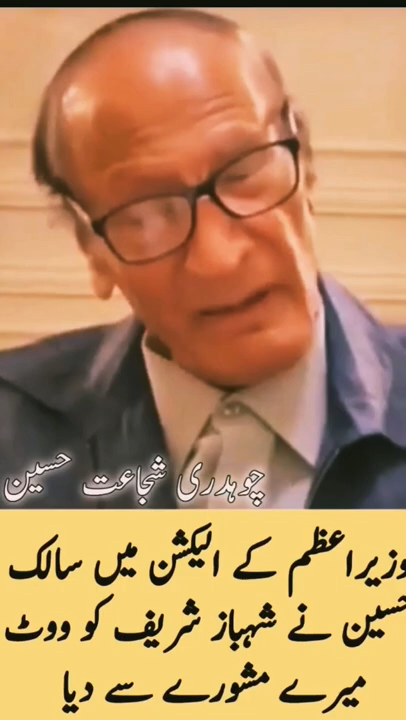 چوہدری شجاعت حسین
وزیراعظم کے الیکشن میں سالک
حسین نے شہباز شریف کو ووٹ
میرے مشورے سے دیا